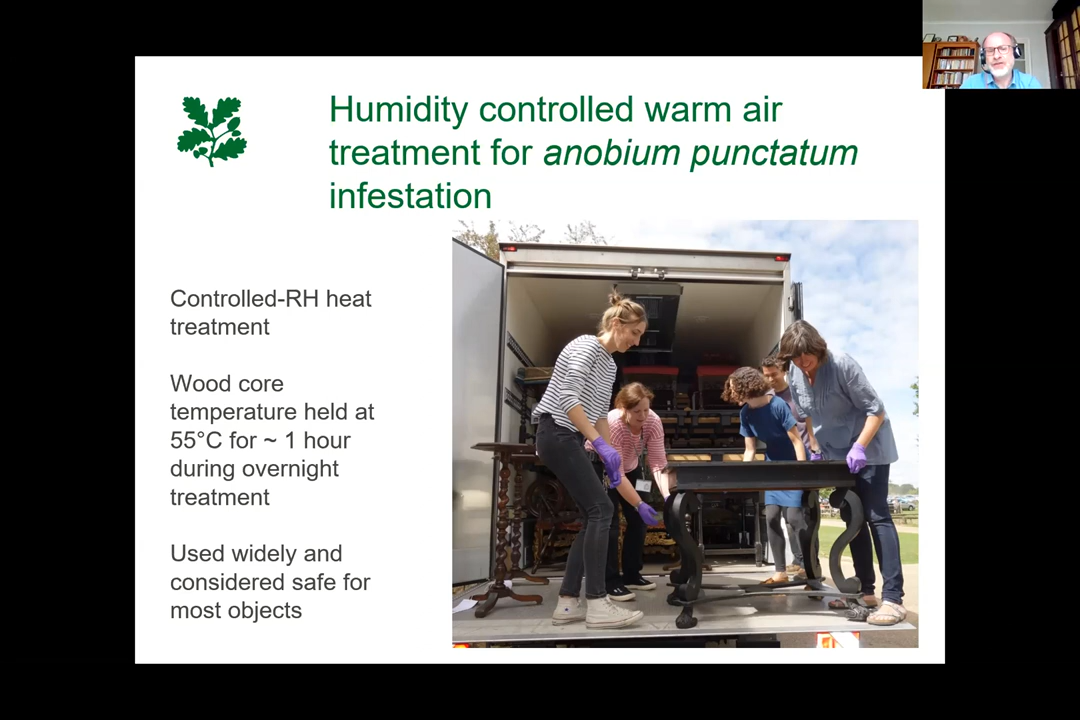 Humidity controlled warm air
treatment for anobium punctatum
infestation
Controlled-RH heat
treatment
Wood core
temperature held at
55°C for ~ 1 hour
during overnight
treatment
Used widely and
considered safe for
most objects